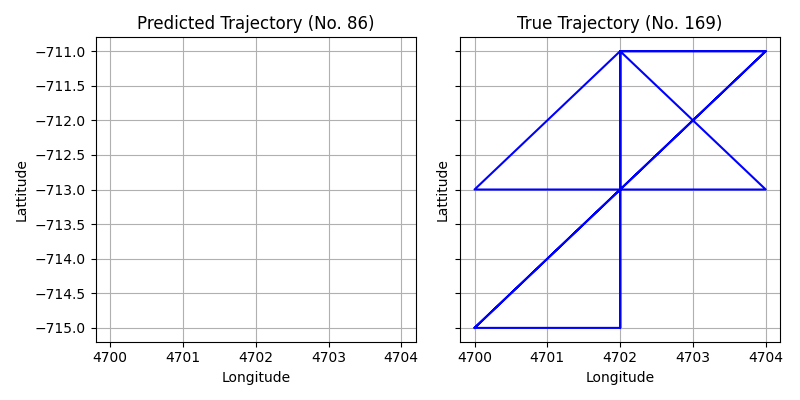 Predicted Trajectory (No. 86)
True Trajectory (No. 169)
−711.0
−711.5
−712.0
−712.5
−713.0
−713.5
−714.0
−714.5
−715.0
Lattitude
Lattitude
4700 4701 4702 4703 4704
4700 4701 4702 4703 4704
Longitude
Longitude